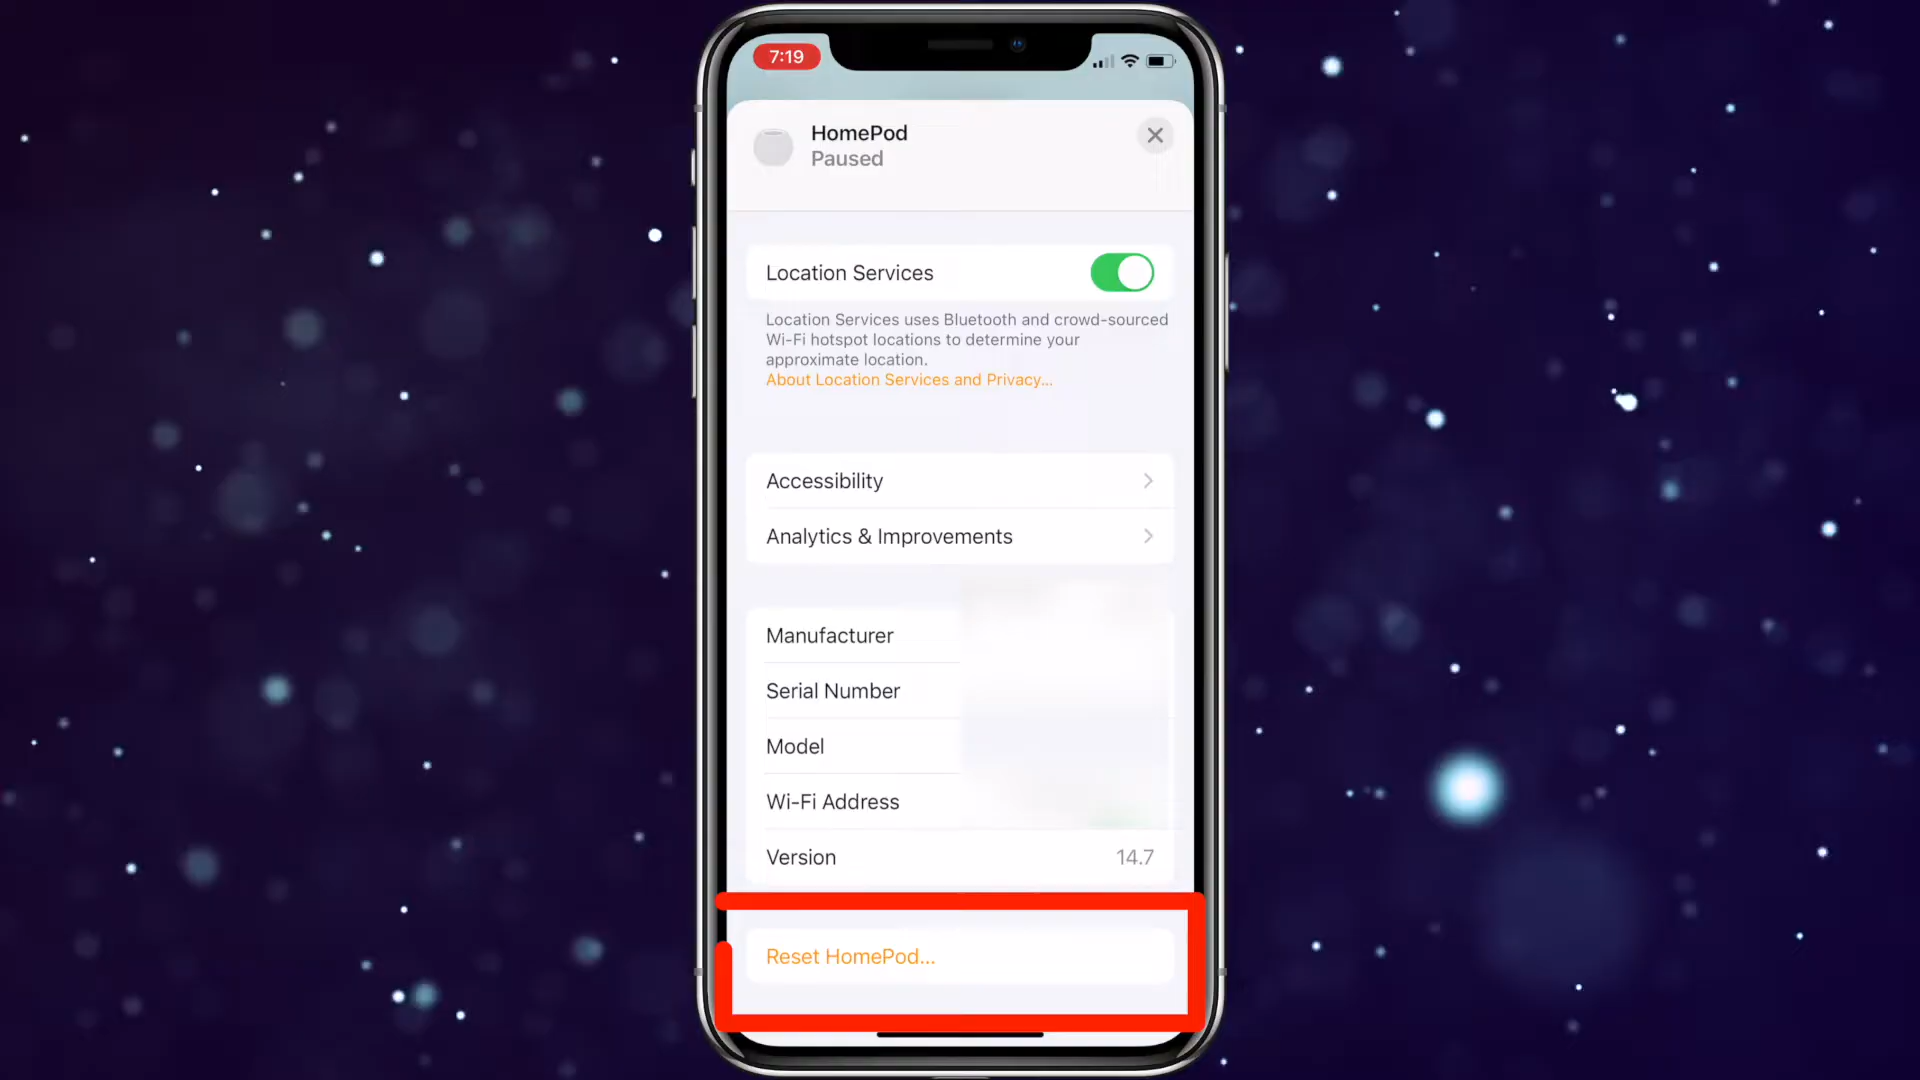 7:19
HomePod
Paused
Location Services
Location Services uses Bluetooth and crowd-sourced
Wi-Fi hotspot locations to determine your
approximate location.
About Location Services and Privacy...
Accessibility
Analytics & Improvements
Manufacturer
Serial Number
Model
Wi-Fi Address
Version 14.7
Reset HomePod...